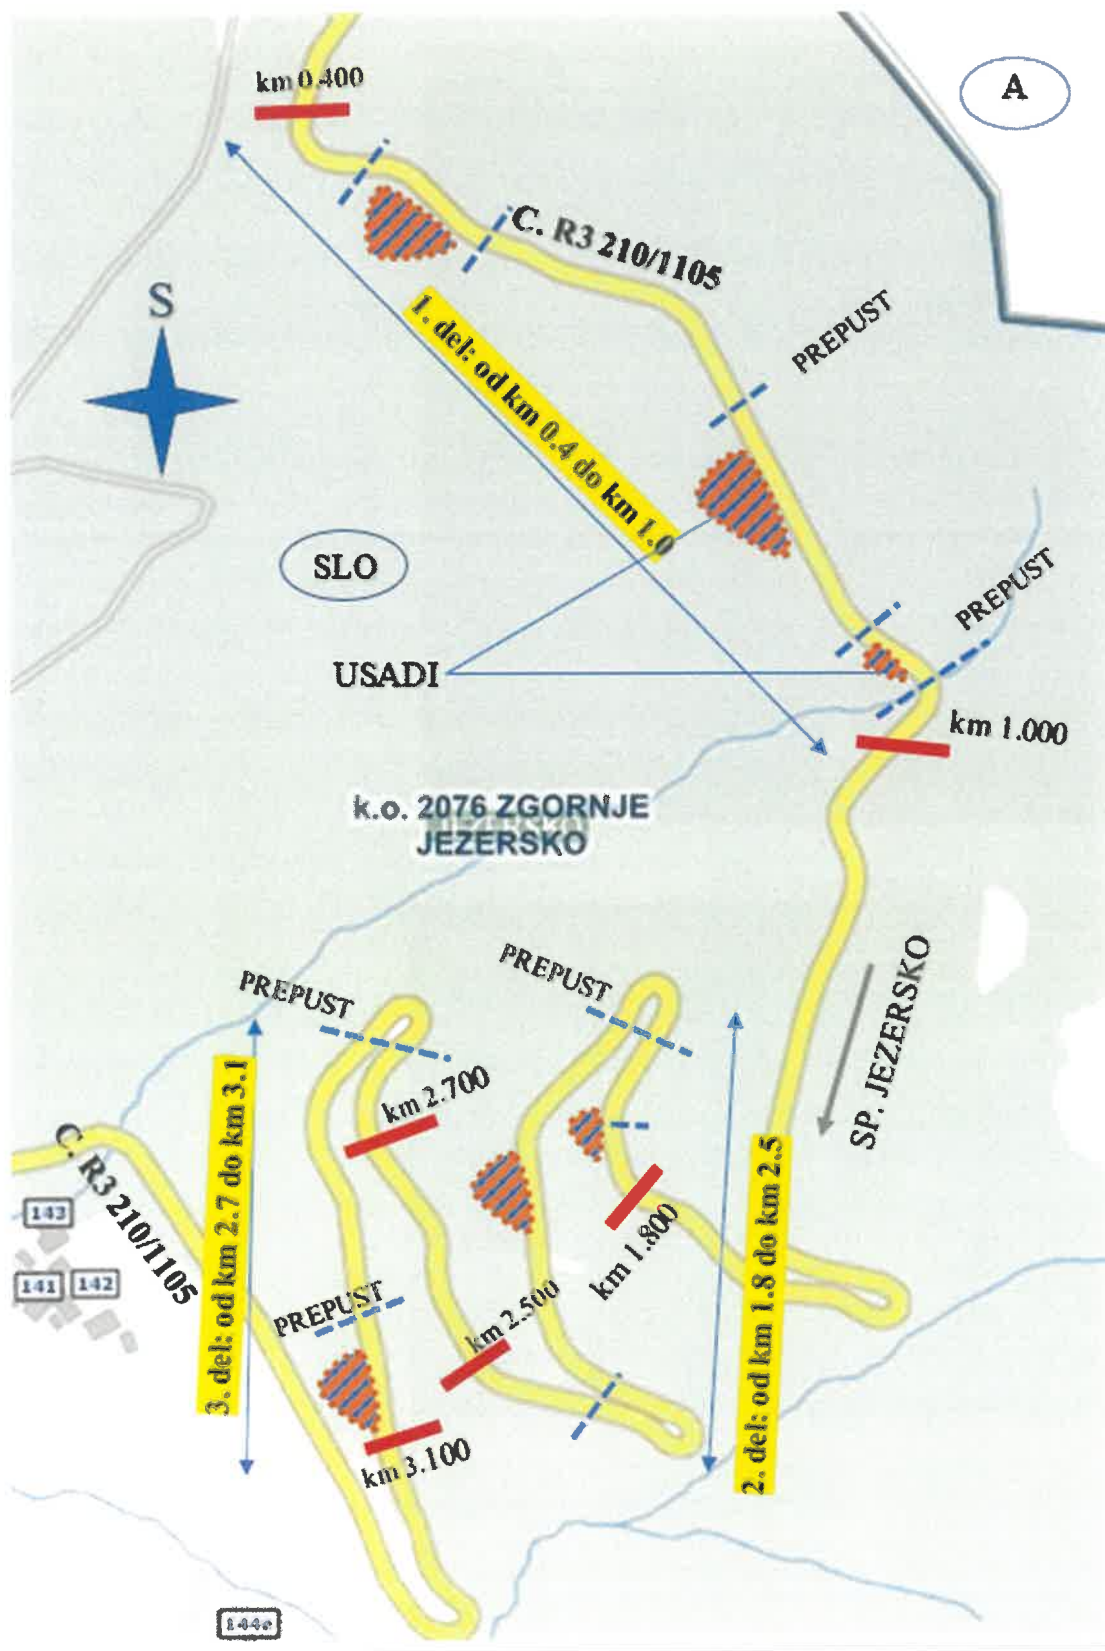 km 0.400
A
C. R3 210/1105
S
PREPUST
1. del: od km 0.4 do km 1.0
SLO
PREPUST
USADI
km 1.000
k.o. 2076 ZGORNJE
JEZERSKO
PREPUST
PREPUST
SP. JEZERSKO
km 2.700
3. del: od km 2.7 do km 3.1
C. R3 210/1105
2. del: od km 1.8 do km 2.5
km 1.800
143
141
142
PREPUST
km 2.500
km 3.100